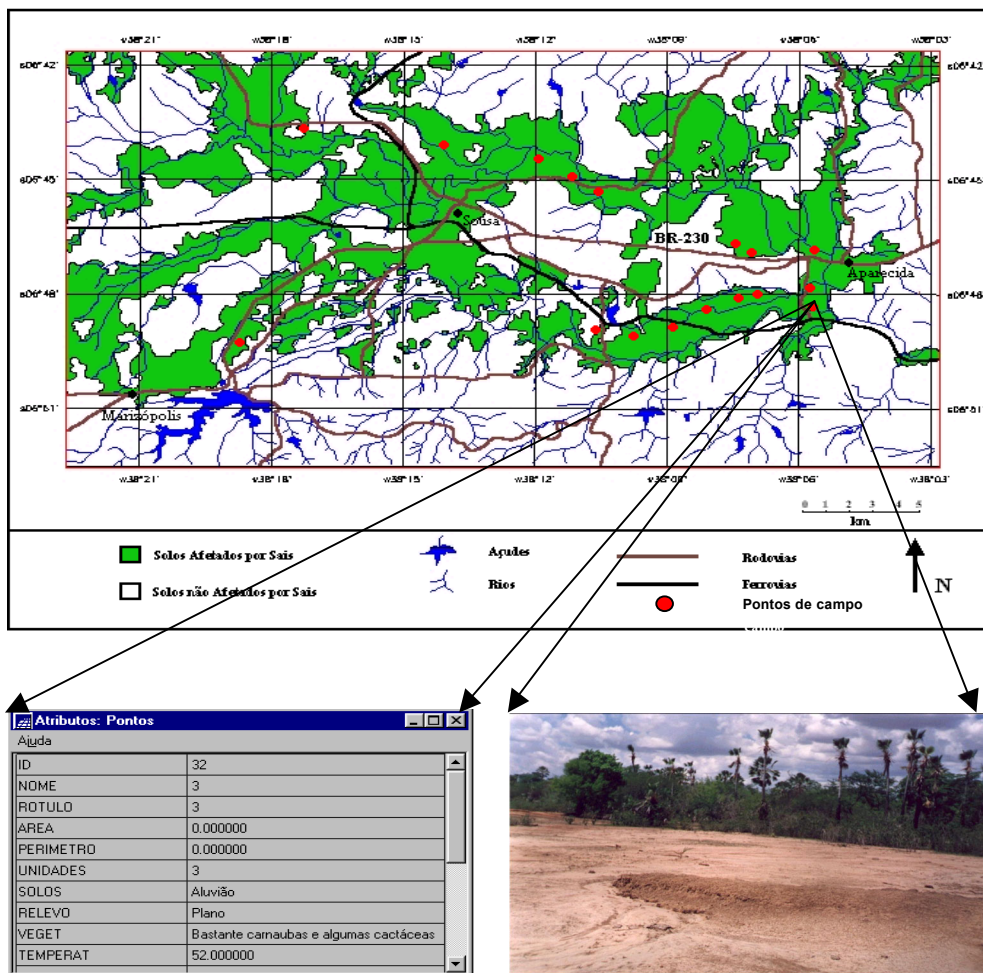 w38°21' w38°18' w38°15' w38°12' w38°09' w38°06' w38°03'
s06°42' s06°42'
s06°45' s06°45'
Sousa
BR-230
Aparecida
s06°48' s06°48'
s06°51' s06°51'
Marizópolis
w38°21' w38°18' w38°15' w38°12' w38°09' w38°06' w38°03'
0 1 2 3 4 5
km
Solos Afetados por Sais
Açudes
Rodovias
Solos não Afetados por Sais
Rios
Ferrovias
N
Pontos de campo
Atributos: Pontos
Ajuda
ID 32
NOME 3
ROTULO 3
AREA 0.000000
PERIMETRO 0.000000
UNIDADES 3
SOLOS Aluvião
RELEVO Plano
VEGET Bastante carnaubas e algumas cactáceas
TEMPERAT 52.000000